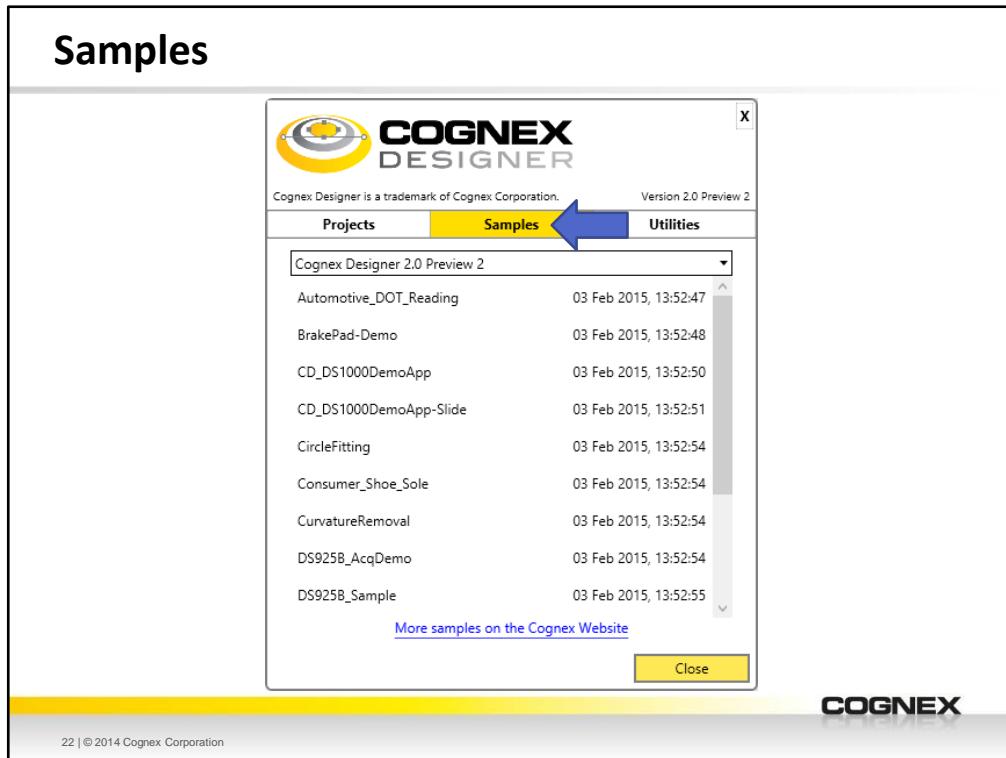 Samples
X
COGNEX
DESIGNER
Cognex Designer is a trademark of Cognex Corporation. Version 2.0 Preview 2
Projects Samples Utilities
Cognex Designer 2.0 Preview 2
Automotive_DOT_Reading 03 Feb 2015, 13:52:47
BrakePad-Demo 03 Feb 2015, 13:52:48
CD_DS1000DemoApp 03 Feb 2015, 13:52:50
CD_DS1000DemoApp-Slide 03 Feb 2015, 13:52:51
CircleFitting 03 Feb 2015, 13:52:54
Consumer_Shoe_Sole 03 Feb 2015, 13:52:54
CurvatureRemoval 03 Feb 2015, 13:52:54
DS925B_AcqDemo 03 Feb 2015, 13:52:54
DS925B_Sample 03 Feb 2015, 13:52:55
More samples on the Cognex Website
Close
COGNEX
22 | © 2014 Cognex Corporation